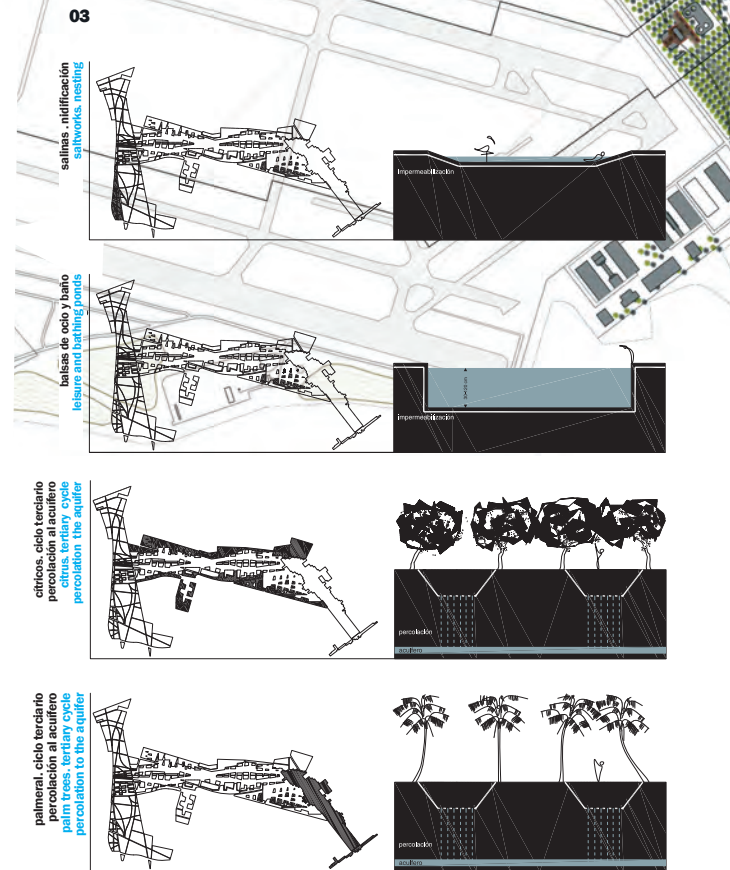 03
salinas . nidificación
saltworks. nesting
impermeabilización
balsas de ocio y baño
leisure and bathing ponds
impermeabilización
cítricos. ciclo terciario
percolación al acuífero
citrus. tertiary cycle
percolation the aquifer
percolación
acuífero
palmeral. ciclo terciario
percolación al acuífero
palm trees. tertiary cycle
percolation to the aquifer
percolación
acuífero